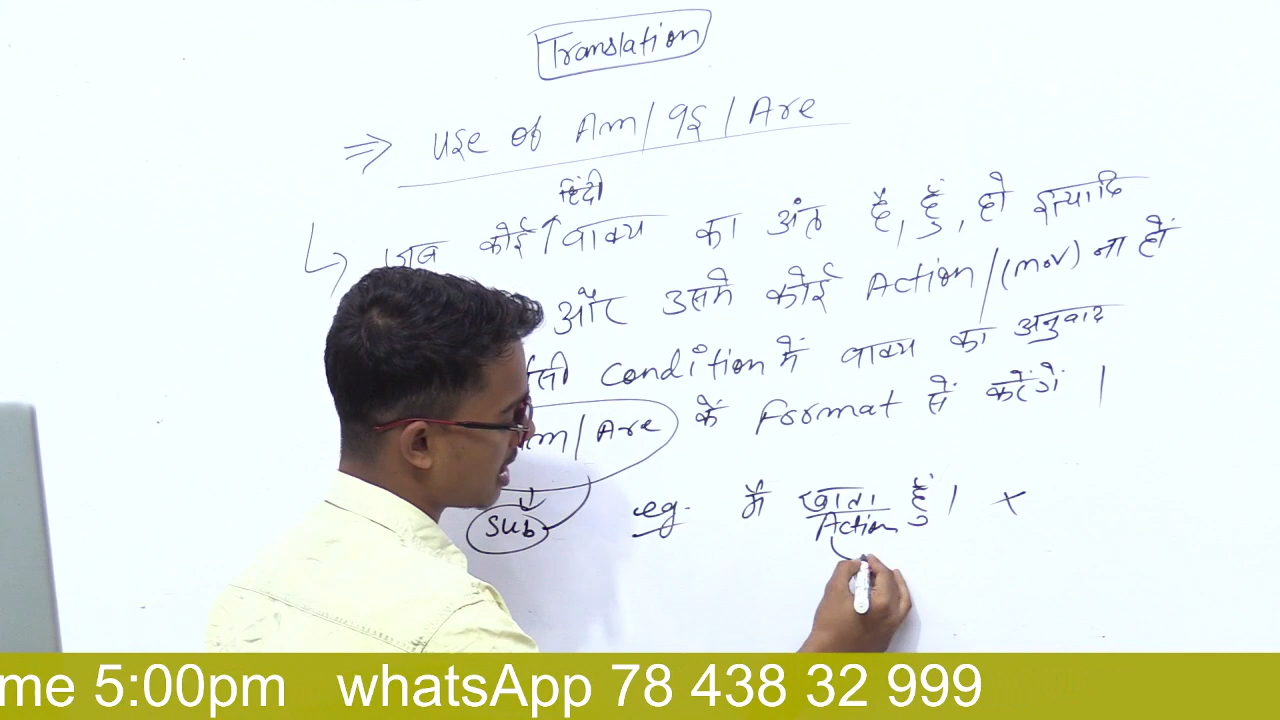 Translation
⇒ Use of Am/Is/Are
हिंदी
↳ जब कोई ↑ वाक्य का अंत है, हूँ, हो इत्यादि
और उसमे कोई Action/(mov) ना हों
condition में वाक्य का अनुवाद
Am/Are के Format से करेंगें |
Sub
eg. मैं खाता हूँ | ×
Action
me 5:00pm whatsApp 78 438 32 999